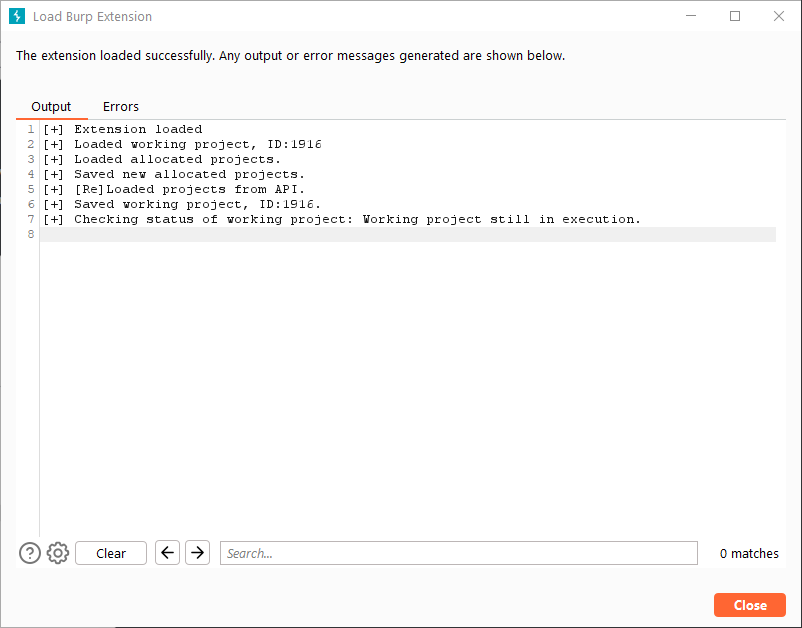 Load Burp Extension
The extension loaded successfully. Any output or error messages generated are shown below.
Output Errors
1 [+] Extension loaded
2 [+] Loaded working project, ID:1916
3 [+] Loaded allocated projects.
4 [+] Saved new allocated projects.
5 [+] [Re]Loaded projects from API.
6 [+] Saved working project, ID:1916.
7 [+] Checking status of working project: Working project still in execution.
8
? Clear Search... 0 matches
Close